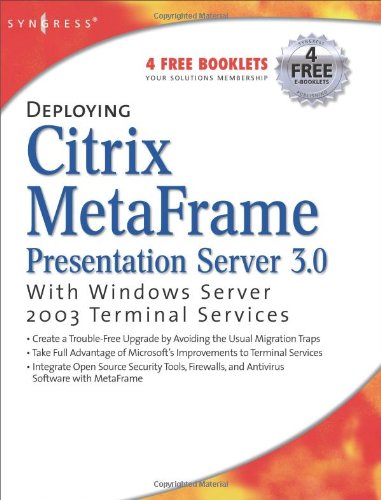 SYNGRESS®
4 FREE BOOKLETS
YOUR SOLUTIONS MEMBERSHIP
SYNGRESS
4
FREE
E-BOOKLETS
PUBLISHING
DEPLOYING
Citrix
MetaFrame
Presentation Server 3.0
With Windows Server
2003 Terminal Services
• Create a Trouble-Free Upgrade by Avoiding the Usual Migration Traps
• Take Full Advantage of Microsoft's Improvements to Terminal Services
• Integrate Open Source Security Tools, Firewalls, and Antivirus
Software with MetaFrame